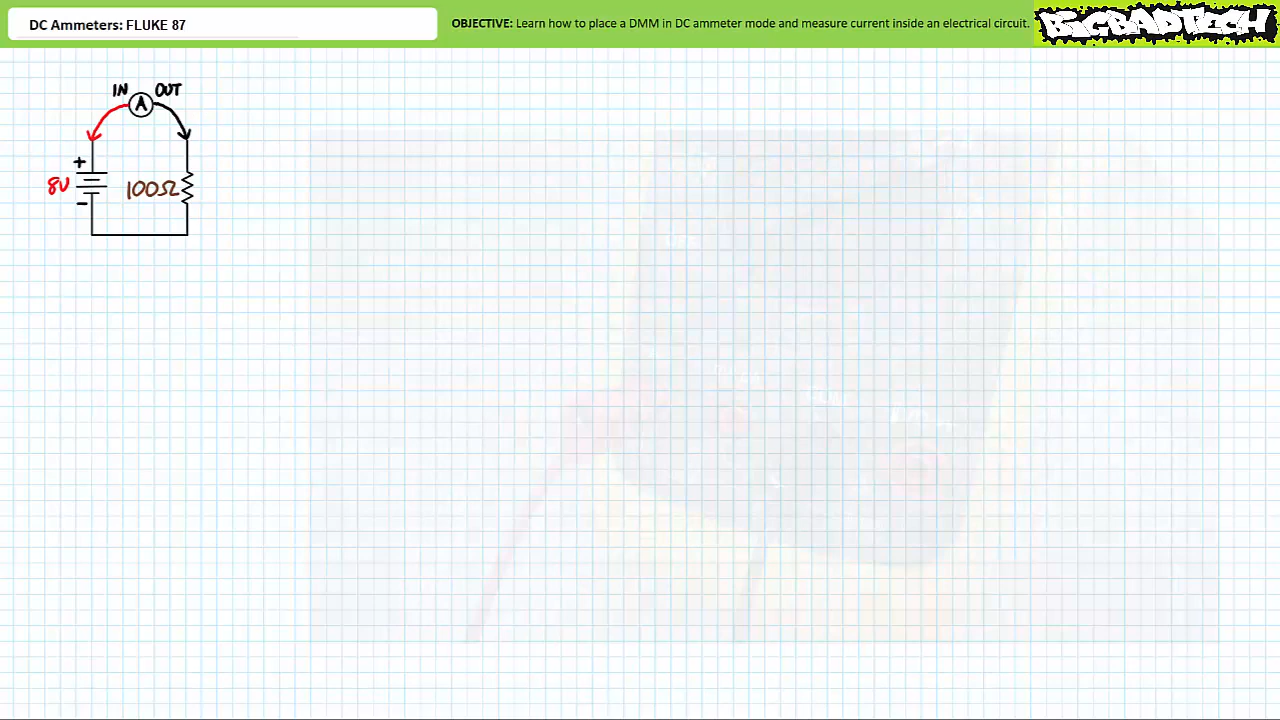 DC Ammeters: FLUKE 87
OBJECTIVE: Learn how to place a DMM in DC ammeter mode and measure current inside an electrical circuit.
BIGBADTECH
IN A OUT
+
8V 100Ω
-